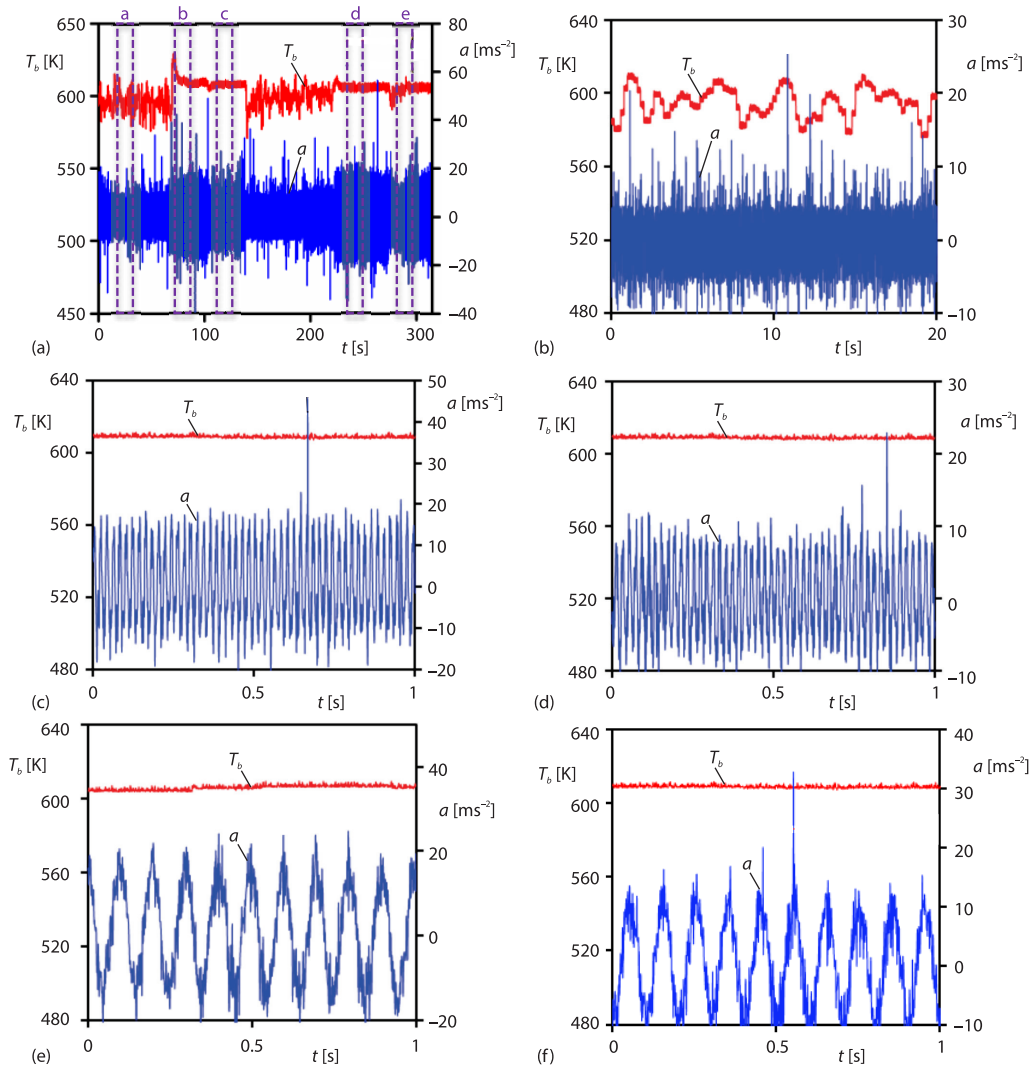 a b c d e
650 600 550 500 450
T_b [K]
T_b
a
80 60 40 20 0 −20 −40
a [ms⁻²]
0 100 200 300
t [s]
(a)
640 600 560 520 480
T_b [K]
T_b
a
30 20 10 0 −10
a [ms⁻²]
0 10 20
t [s]
(b)
640 600 560 520 480
T_b [K]
T_b
a
50 40 30 20 10 0 −10 −20
a [ms⁻²]
0 0.5 1
t [s]
(c)
640 600 560 520 480
T_b [K]
T_b
a
30 20 10 0 −10
a [ms⁻²]
0 0.5 1
t [s]
(d)
640 600 560 520 480
T_b [K]
T_b
a
40 20 0 −20
a [ms⁻²]
0 0.5 1
t [s]
(e)
640 600 560 520 480
T_b [K]
T_b
a
40 30 20 10 0 −10
a [ms⁻²]
0 0.5 1
t [s]
(f)